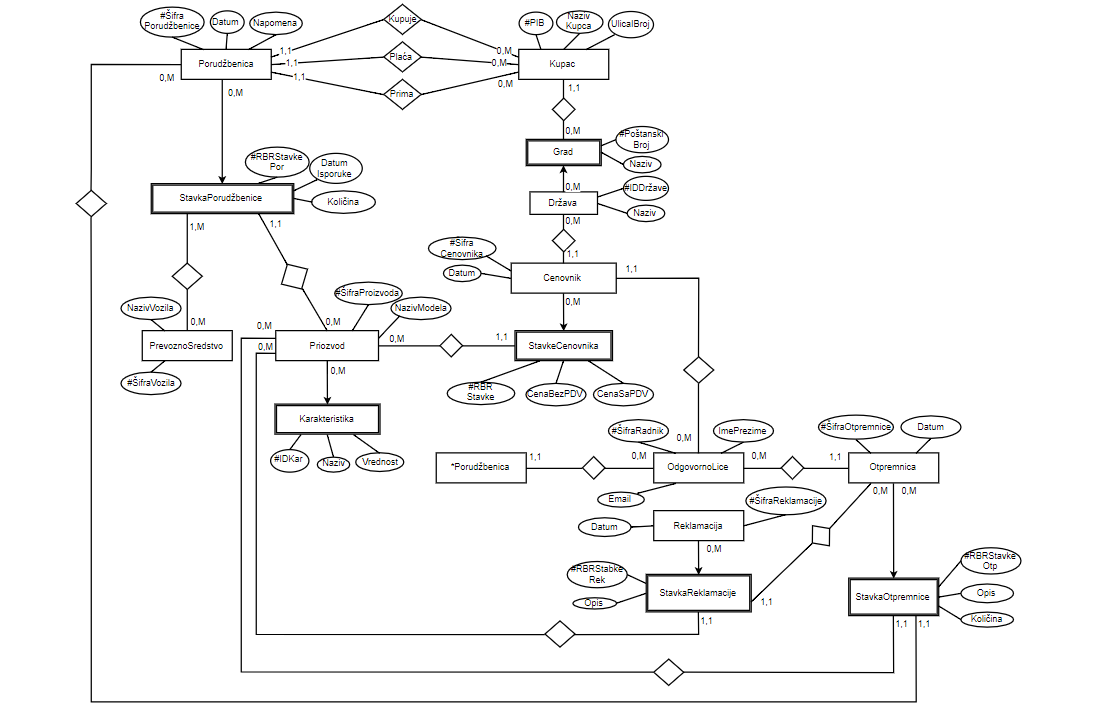 #Šifra
Porudžbenice
Datum
Napomena
Kupuje
#PIB
Naziv
Kupca
UlicaIBroj
1,1
0,M
Porudžbenica
1,1
Plaća
0,M
Kupac
0,M
1,1
Prima
0,M
0,M
1,1
0,M
#Poštanski
Broj
Grad
Naziv
#RBRStavke
Por
Datum
Isporuke
0,M
#IDDržave
StavkaPorudžbenice
Količina
Država
Naziv
1,M
1,1
0,M
#Šifra
Cenovnika
1,1
Datum
Cenovnik
1,1
NazivVozila
#ŠifraProizvoda
NazivModela
0,M
0,M
0,M
0,M
PrevoznoSredstvo
0,M
Priozvod
0,M
1,1
StavkeCenovnika
#ŠifraVozila
0,M
#RBR
Stavke
CenaBezPDV
CenaSaPDV
Karakteristika
#IDKar
Naziv
Vrednost
#ŠifraRadnik
ImePrezime
0,M
#ŠifraOtpremnice
Datum
*Porudžbenica
1,1
0,M
OdgovornoLice
0,M
1,1
Otpremnica
Email
#ŠifraReklamacije
0,M
0,M
Datum
Reklamacija
0,M
#RBRStabke
Rek
Opis
StavkaReklamacije
1,1
1,1
#RBRStavke
Otp
StavkaOtpremnice
Opis
Količina
1,1
1,1